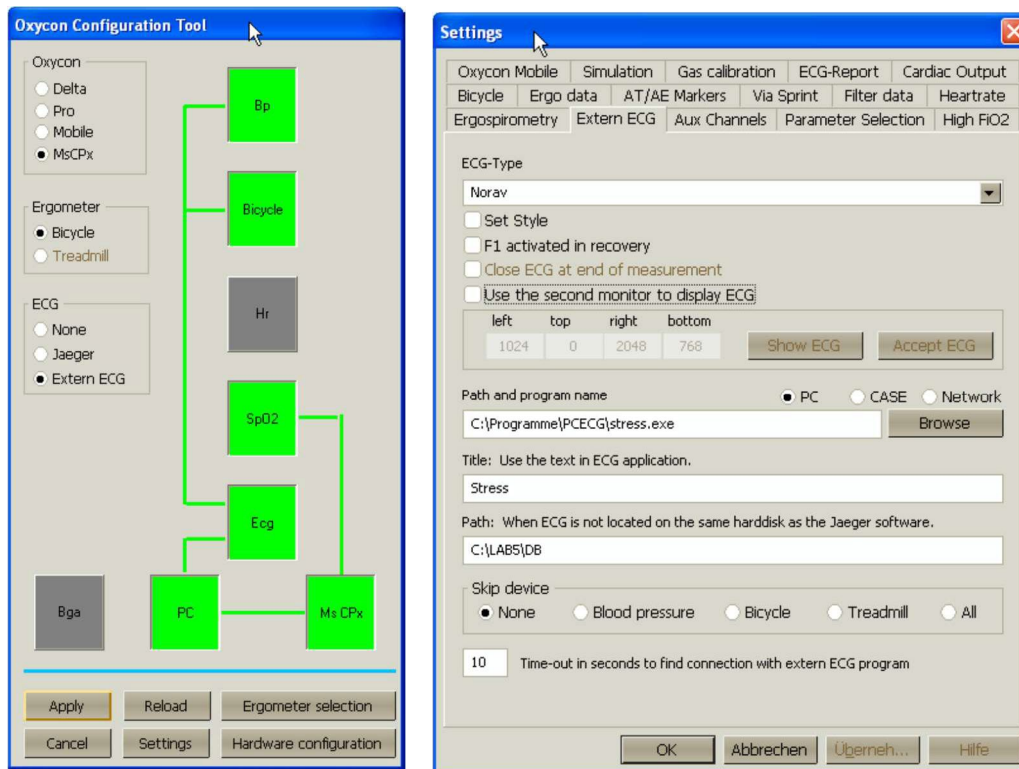 Oxycon Configuration Tool
Oxycon
Delta
Pro
Mobile
MsCPx
Ergometer
Bicycle
Treadmill
ECG
None
Jaeger
Extern ECG
Bp
Bicycle
Hr
SpO2
Ecg
Bga
PC
Ms CPx
Apply
Reload
Ergometer selection
Cancel
Settings
Hardware configuration
Settings
Oxycon Mobile
Simulation
Gas calibration
ECG-Report
Cardiac Output
Bicycle
Ergo data
AT/AE Markers
Via Sprint
Filter data
Heartrate
Ergospirometry
Extern ECG
Aux Channels
Parameter Selection
High FiO2
ECG-Type
Norav
Set Style
F1 activated in recovery
Close ECG at end of measurement
Use the second monitor to display ECG
left top right bottom
1024 0 2048 768
Show ECG
Accept ECG
Path and program name
PC
CASE
Network
C:\Programme\PCECG\stress.exe
Browse
Title: Use the text in ECG application.
Stress
Path: When ECG is not located on the same harddisk as the Jaeger software.
C:\LAB5\DB
Skip device
None
Blood pressure
Bicycle
Treadmill
All
10 Time-out in seconds to find connection with extern ECG program
OK
Abbrechen
Überneh...
Hilfe